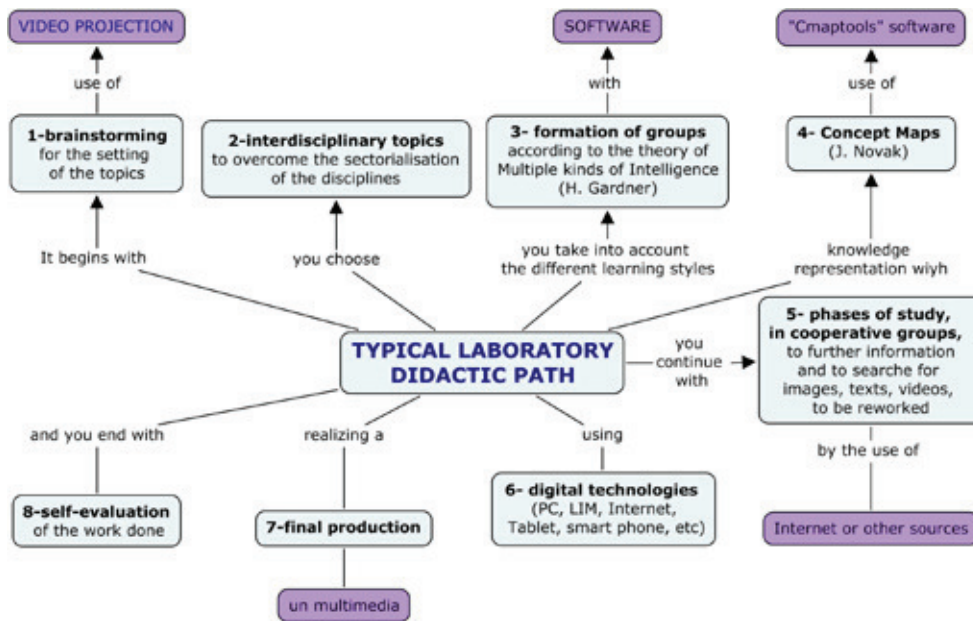 VIDEO PROJECTION
SOFTWARE
"Cmaptools" software
use of
with
use of
1-brainstorming
for the setting
of the topics
2-interdisciplinary topics
to overcome the sectorialisation
of the disciplines
3- formation of groups
according to the theory of
Multiple kinds of Intelligence
(H. Gardner)
4- Concept Maps
(J. Novak)
It begins with
you choose
you take into account
the different learning styles
knowledge
representation wiyh
TYPICAL LABORATORY
DIDACTIC PATH
you
continue
with
5- phases of study,
in cooperative groups,
to further information
and to searche for
images, texts, videos,
to be reworked
and you end with
realizing a
using
by the use of
8-self-evaluation
of the work done
7-final production
6- digital technologies
(PC, LIM, Internet,
Tablet, smart phone, etc)
Internet or other sources
un multimedia